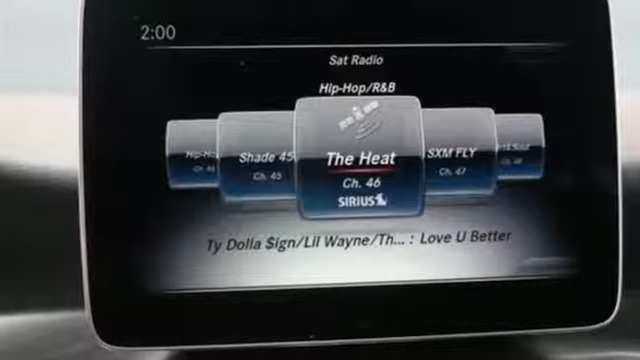 2:00
Sat Radio
Hip-Hop/R&B
Shade 45
Ch. 45
The Heat
Ch. 46
SIRIUS
SXM FLY
Ch. 47
Ty Dolla $ign/Lil Wayne/Th... : Love U Better